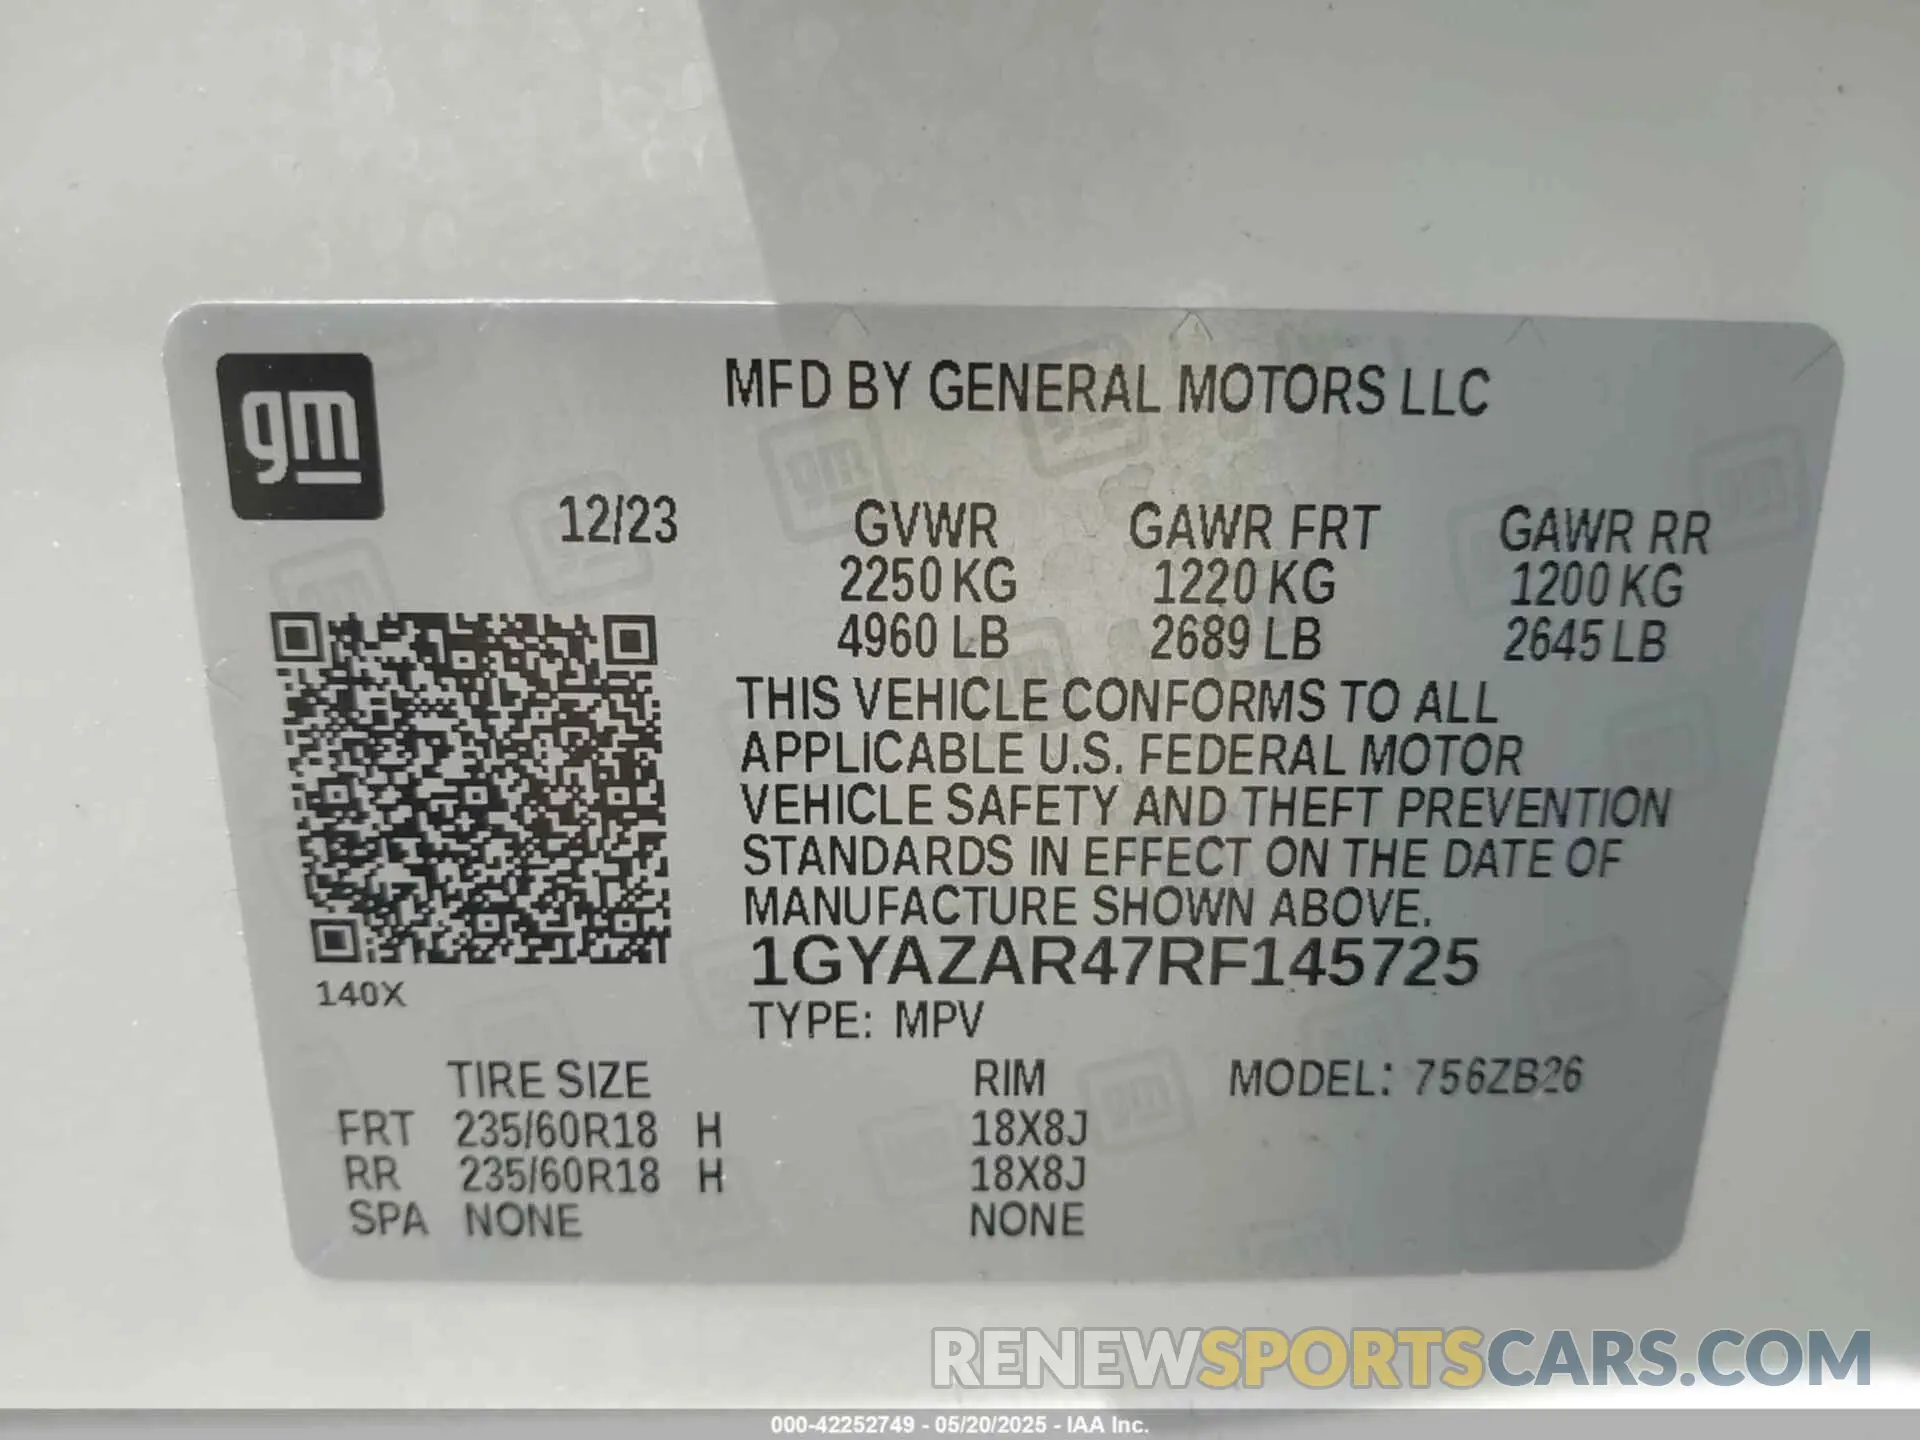 MFD BY GENERAL MOTORS LLC
gm
12/23 GVWR GAWR FRT GAWR RR
2250 KG 1220 KG 1200 KG
4960 LB 2689 LB 2645 LB
THIS VEHICLE CONFORMS TO ALL
APPLICABLE U.S. FEDERAL MOTOR
VEHICLE SAFETY AND THEFT PREVENTION
STANDARDS IN EFFECT ON THE DATE OF
MANUFACTURE SHOWN ABOVE.
1GYAZAR47RF145725
140X
TYPE: MPV
TIRE SIZE RIM MODEL: 756ZB26
FRT 235/60R18 H 18X8J
RR 235/60R18 H 18X8J
SPA NONE NONE
RENEWSPORTSCARS.COM
000-42252749 - 05/20/2025 - IAA Inc.